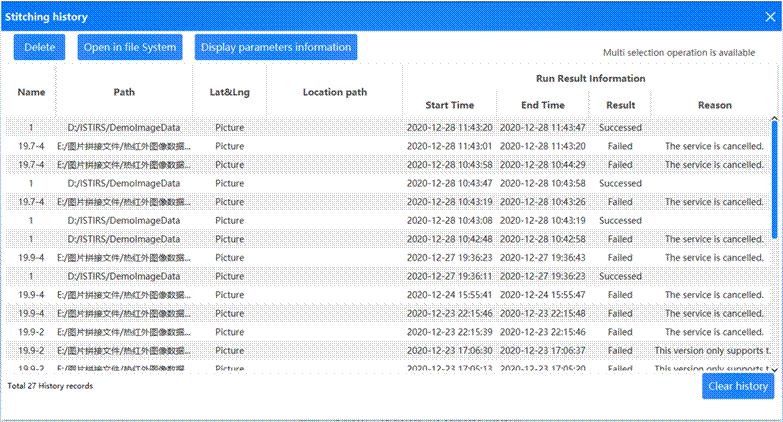 Stitching history
Delete Open in file System Display parameters information
Multi selection operation is available
Run Result Information
Name Path Lat&Lng Location path
Start Time End Time Result Reason
1 D:/ISTIRS/DemoImageData Picture 2020-12-28 11:43:20 2020-12-28 11:43:47 Successed
19.7-4 E:/图片拼接文件/热红外图像数据... Picture 2020-12-28 11:43:01 2020-12-28 11:43:20 Failed The service is cancelled.
19.7-4 E:/图片拼接文件/热红外图像数据... Picture 2020-12-28 10:43:58 2020-12-28 10:44:29 Failed The service is cancelled.
1 D:/ISTIRS/DemoImageData Picture 2020-12-28 10:43:47 2020-12-28 10:43:58 Successed
19.7-4 E:/图片拼接文件/热红外图像数据... Picture 2020-12-28 10:43:19 2020-12-28 10:43:26 Failed The service is cancelled.
1 D:/ISTIRS/DemoImageData Picture 2020-12-28 10:43:08 2020-12-28 10:43:19 Successed
1 D:/ISTIRS/DemoImageData Picture 2020-12-28 10:42:48 2020-12-28 10:42:58 Failed The service is cancelled.
19.9-4 E:/图片拼接文件/热红外图像数据... Picture 2020-12-27 19:36:23 2020-12-27 19:36:43 Failed The service is cancelled.
1 D:/ISTIRS/DemoImageData Picture 2020-12-27 19:36:11 2020-12-27 19:36:23 Successed
19.9-4 E:/图片拼接文件/热红外图像数据... Picture 2020-12-24 15:55:41 2020-12-24 15:55:47 Failed The service is cancelled.
19.9-4 E:/图片拼接文件/热红外图像数据... Picture 2020-12-23 22:15:46 2020-12-23 22:15:48 Failed The service is cancelled.
19.9-2 E:/图片拼接文件/热红外图像数据... Picture 2020-12-23 22:15:39 2020-12-23 22:15:46 Failed The service is cancelled.
19.9-2 E:/图片拼接文件/热红外图像数据... Picture 2020-12-23 17:06:30 2020-12-23 17:06:37 Failed This version only supports t.
19.9-2 E:/图片拼接文件/热红外图像数据... Picture 2020-12-23 17:05:13 2020-12-23 17:05:20 Failed This version only supports t.
Total 27 History records
Clear history